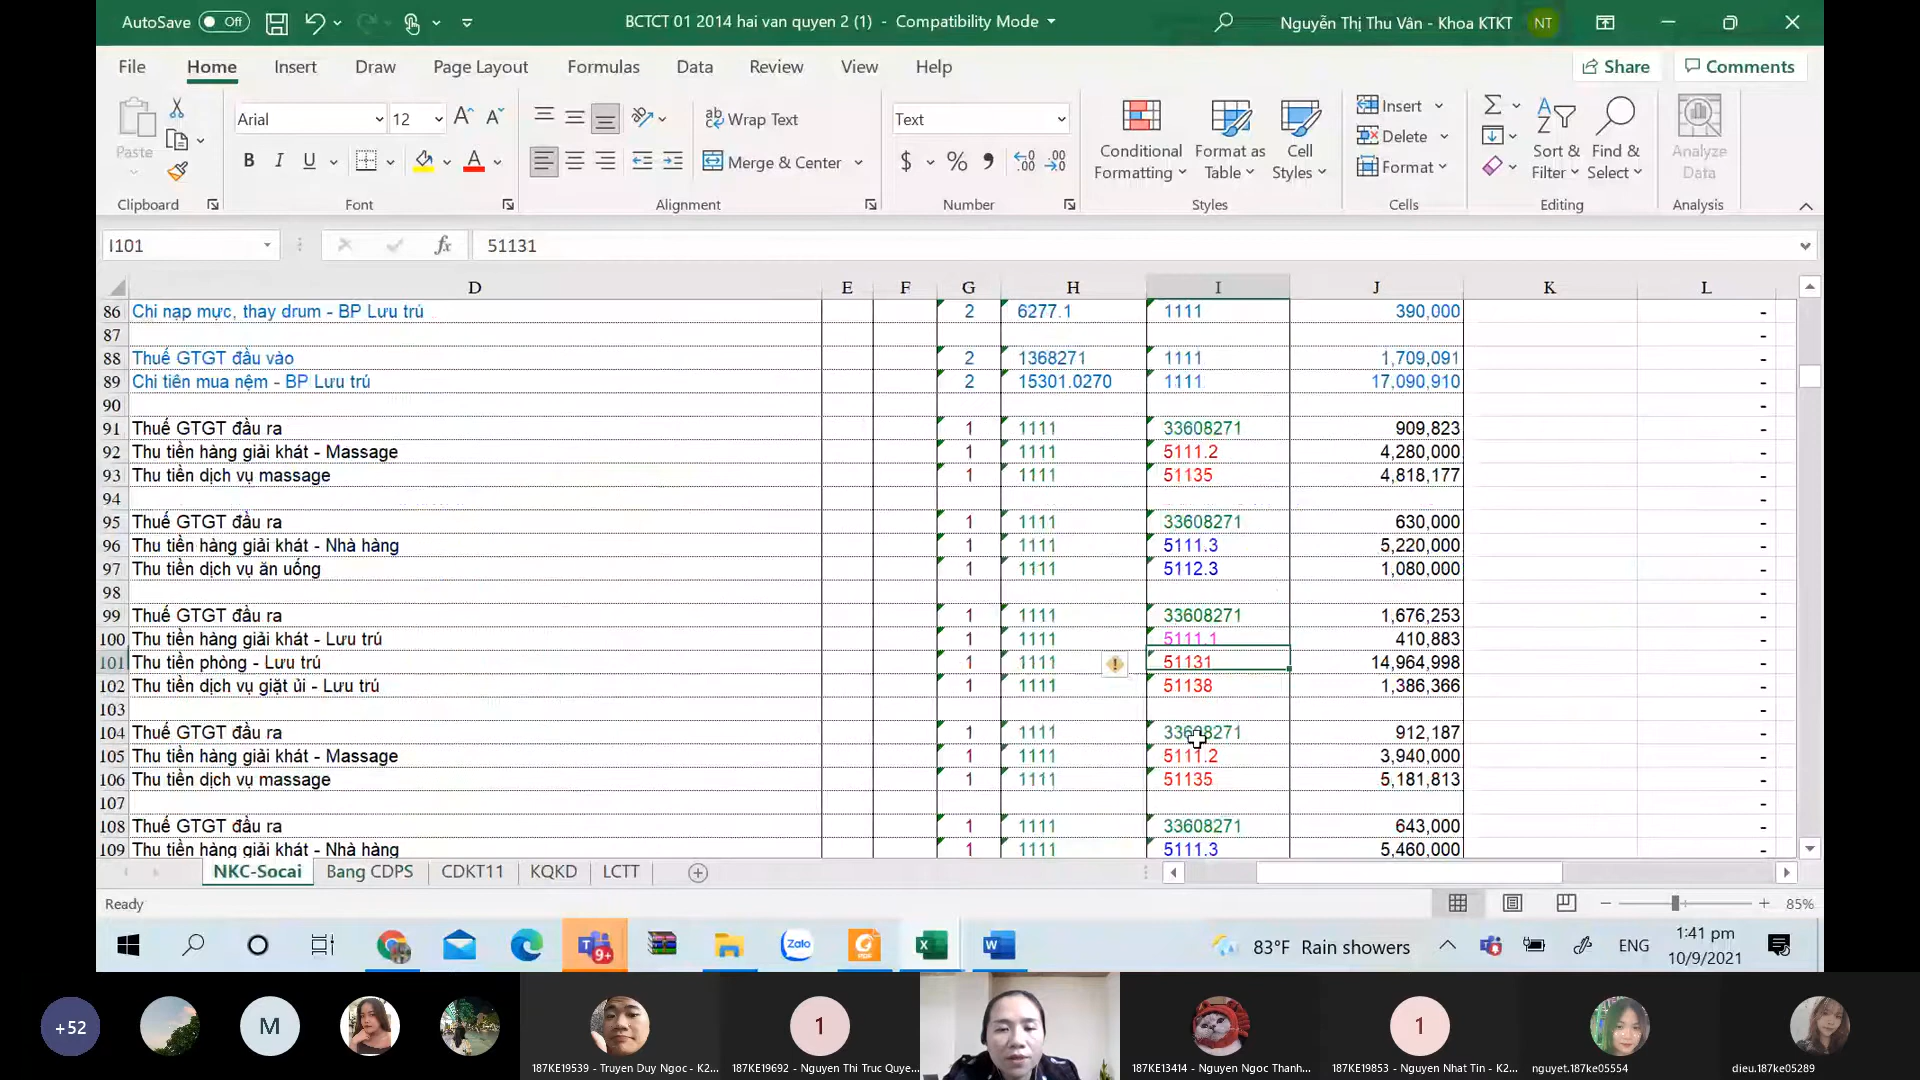 AutoSave Off BCTCT 01 2014 hai van quyen 2 (1) - Compatibility Mode Nguyễn Thị Thu Vân - Khoa KTKT NT
File Home Insert Draw Page Layout Formulas Data Review View Help Share Comments
Paste Arial 12 Wrap Text Text Insert
B I U A Merge & Center $ % Conditional Formatting Format as Table Cell Styles Delete Format Sort & Filter Find & Select Analyze Data
Clipboard Font Alignment Number Styles Cells Editing Analysis
I101 fx 51131
D E F G H I J K L
86 Chi nạp mực, thay drum - BP Lưu trú 2 6277.1 1111 390,000 -
87 -
88 Thuế GTGT đầu vào 2 1368271 1111 1,709,091 -
89 Chi tiên mua nệm - BP Lưu trú 2 15301.0270 1111 17,090,910 -
90 -
91 Thuế GTGT đầu ra 1 1111 33608271 909,823 -
92 Thu tiền hàng giải khát - Massage 1 1111 5111.2 4,280,000 -
93 Thu tiền dịch vụ massage 1 1111 51135 4,818,177 -
94 -
95 Thuế GTGT đầu ra 1 1111 33608271 630,000 -
96 Thu tiền hàng giải khát - Nhà hàng 1 1111 5111.3 5,220,000 -
97 Thu tiền dịch vụ ăn uống 1 1111 5112.3 1,080,000 -
98 -
99 Thuế GTGT đầu ra 1 1111 33608271 1,676,253 -
100 Thu tiền hàng giải khát - Lưu trú 1 1111 5111.1 410,883 -
101 Thu tiền phòng - Lưu trú 1 1111 51131 14,964,998 -
102 Thu tiền dịch vụ giặt ủi - Lưu trú 1 1111 51138 1,386,366 -
103 -
104 Thuế GTGT đầu ra 1 1111 33608271 912,187 -
105 Thu tiền hàng giải khát - Massage 1 1111 5111.2 3,940,000 -
106 Thu tiền dịch vụ massage 1 1111 51135 5,181,813 -
107 -
108 Thuế GTGT đầu ra 1 1111 33608271 643,000 -
109 Thu tiền hàng giải khát - Nhà hàng 1 1111 5111.3 5,460,000 -
NKC-Socai Bang CDPS CDKT11 KQKD LCTT
Ready 85%
9+ Zalo PDF X W 83°F Rain showers ENG 1:41 pm
10/9/2021
+52 M 1 1
187KE19539 - Truyen Duy Ngoc - K2... 187KE19692 - Nguyen Thi Truc Quye... 187KE13414 - Nguyen Ngoc Thanh... 187KE19853 - Nguyen Nhat Tin - K2... nguyet.187ke05554 dieu.187ke05289